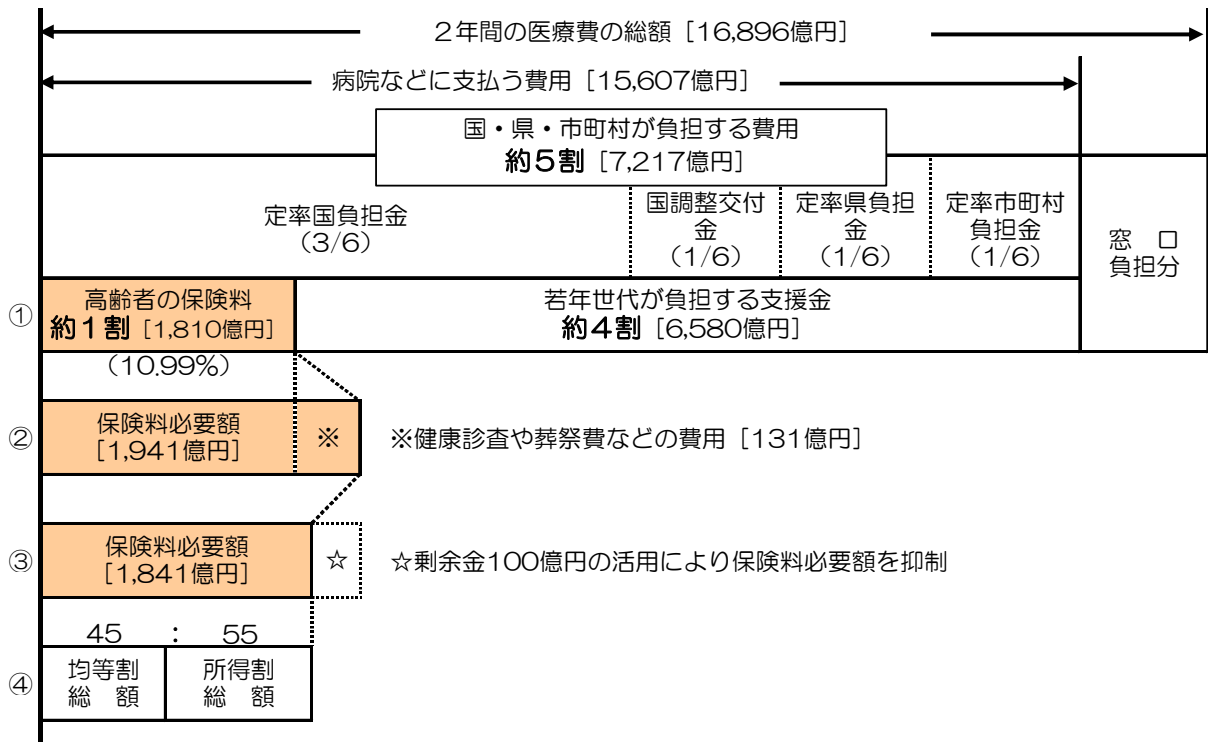 ２年間の医療費の総額［16,896億円］
病院などに支払う費用［15,607億円］
国・県・市町村が負担する費用
約５割［7,217億円］
定率国負担金
（3/6）
国調整交付
金
（1/6）
定率県負担
金
（1/6）
定率市町村
負担金
（1/6）
窓　口
負担分
①
高齢者の保険料
約１割［1,810億円］
若年世代が負担する支援金
約４割［6,580億円］
（10.99%）
②
保険料必要額
［1,941億円］
※
※健康診査や葬祭費などの費用［131億円］
③
保険料必要額
［1,841億円］
☆
☆剰余金100億円の活用により保険料必要額を抑制
45　：　55
④
均等割
総　額
所得割
総　額